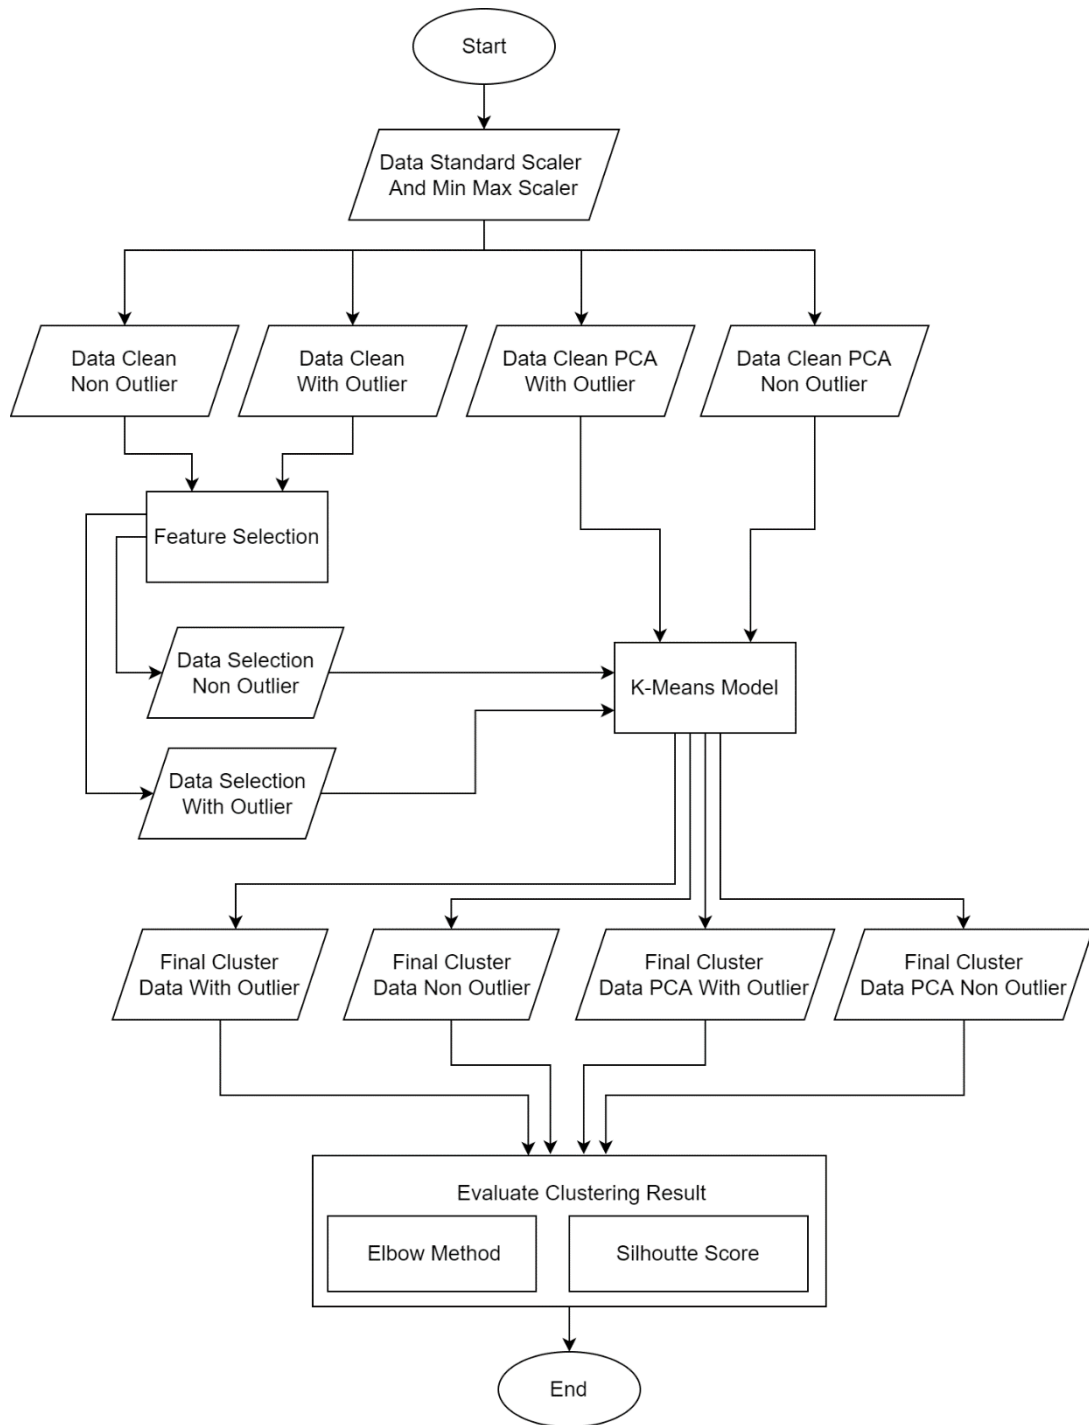 Start
Data Standard Scaler
And Min Max Scaler
Data Clean
Non Outlier
Data Clean
With Outlier
Data Clean PCA
With Outlier
Data Clean PCA
Non Outlier
Feature Selection
Data Selection
Non Outlier
K-Means Model
Data Selection
With Outlier
Final Cluster
Data With Outlier
Final Cluster
Data Non Outlier
Final Cluster
Data PCA With Outlier
Final Cluster
Data PCA Non Outlier
Evaluate Clustering Result
Elbow Method
Silhoutte Score
End